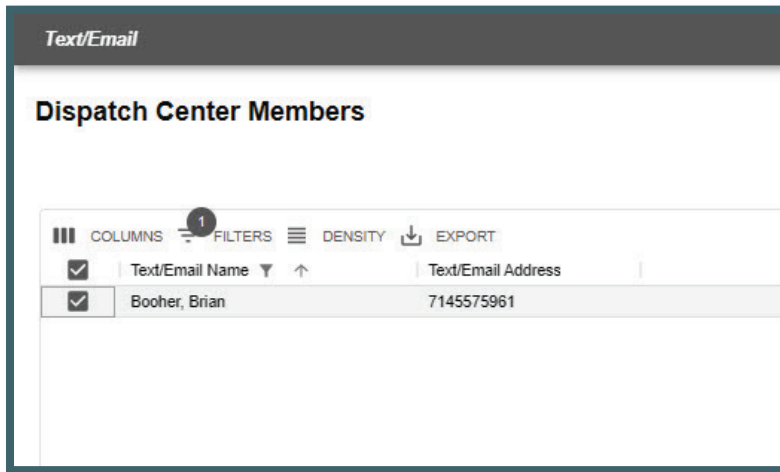 Text/Email
Dispatch Center Members
1
COLUMNS FILTERS DENSITY EXPORT
Text/Email Name Text/Email Address
Booher, Brian 7145575961